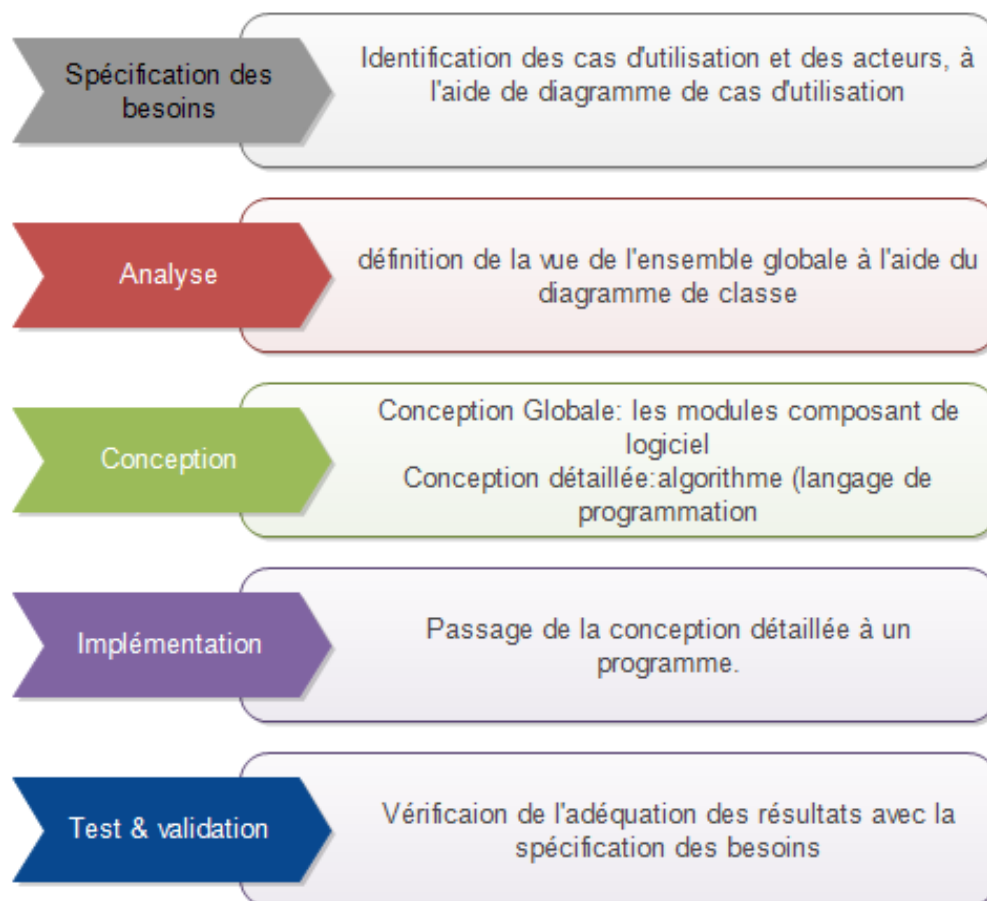 Spécification des
besoins
Identification des cas d'utilisation et des acteurs, à
l'aide de diagramme de cas d'utilisation
Analyse
définition de la vue de l'ensemble globale à l'aide du
diagramme de classe
Conception
Conception Globale: les modules composant de
logiciel
Conception détaillée:algorithme (langage de
programmation
Implémentation
Passage de la conception détaillée à un
programme.
Test & validation
Vérificaion de l'adéquation des résultats avec la
spécification des besoins